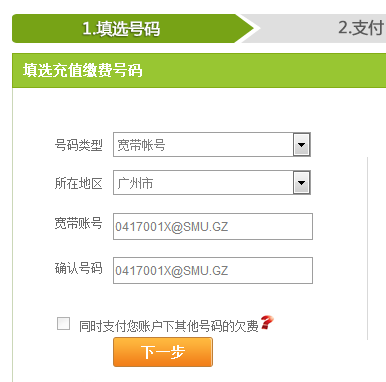 1.填选号码
2.支付
填选充值缴费号码
号码类型 宽带帐号
所在地区 广州市
宽带账号 0417001X@SMU.GZ
确认号码 0417001X@SMU.GZ
同时支付您账户下其他号码的欠费?
下一步